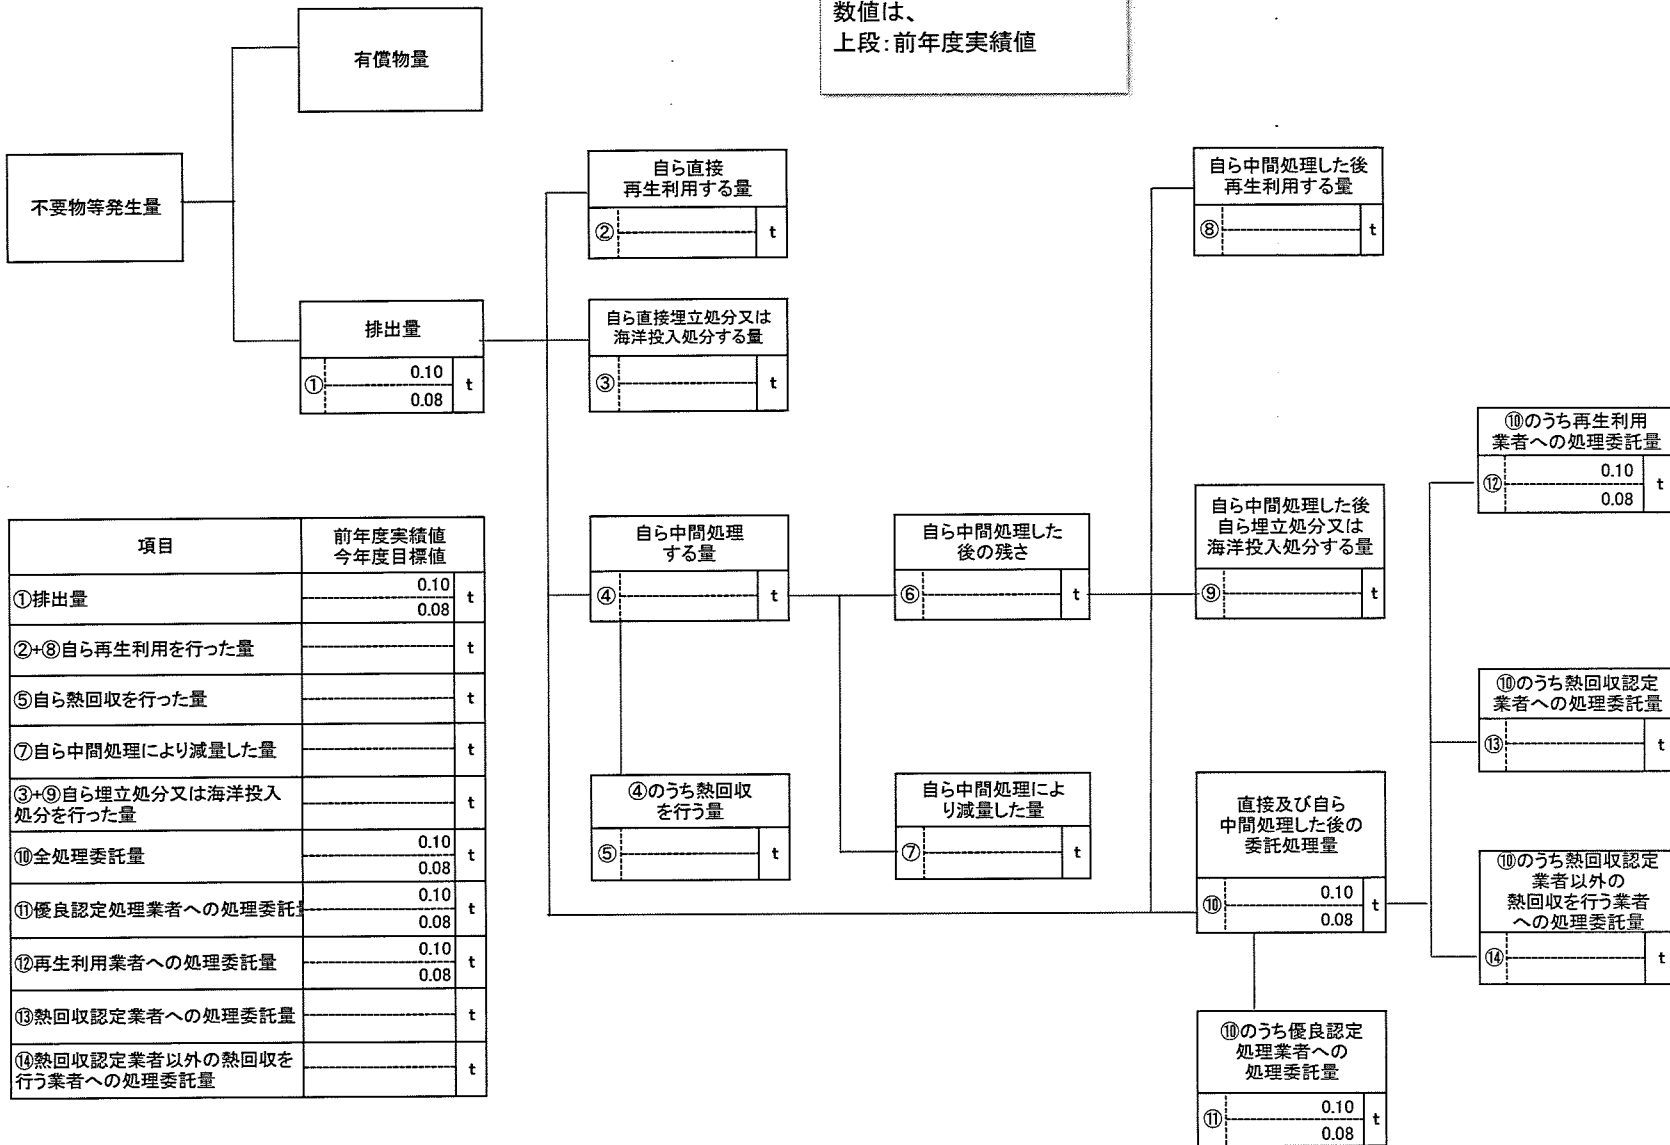 数値は、
上段：前年度実績値
有償物量
不要物等発生量
排出量
① 0.10 t
0.08
自ら直接
再生利用する量
② t
自ら直接埋立処分又は
海洋投入処分する量
③ t
自ら中間処理
する量
④ t
④のうち熱回収
を行う量
⑤ t
自ら中間処理した
後の残さ
⑥ t
自ら中間処理によ
り減量した量
⑦ t
自ら中間処理した後
再生利用する量
⑧ t
自ら中間処理した後
自ら埋立処分又は
海洋投入処分する量
⑨ t
直接及び自ら
中間処理した後の
委託処理量
⑩ 0.10 t
0.08
⑩のうち優良認定
処理業者への
処理委託量
⑪ 0.10 t
0.08
⑩のうち再生利用
業者への処理委託量
⑫ 0.10 t
0.08
⑩のうち熱回収認定
業者への処理委託量
⑬ t
⑩のうち熱回収認定
業者以外の
熱回収を行う業者
への処理委託量
⑭ t
項目 前年度実績値
今年度目標値
①排出量 0.10 t
0.08
②+⑧自ら再生利用を行った量 t
⑤自ら熱回収を行った量 t
⑦自ら中間処理により減量した量 t
③+⑨自ら埋立処分又は海洋投入
処分を行った量 t
⑩全処理委託量 0.10 t
0.08
⑪優良認定処理業者への処理委託 0.10 t
0.08
⑫再生利用業者への処理委託量 0.10 t
0.08
⑬熱回収認定業者への処理委託量 t
⑭熱回収認定業者以外の熱回収を
行う業者への処理委託量 t